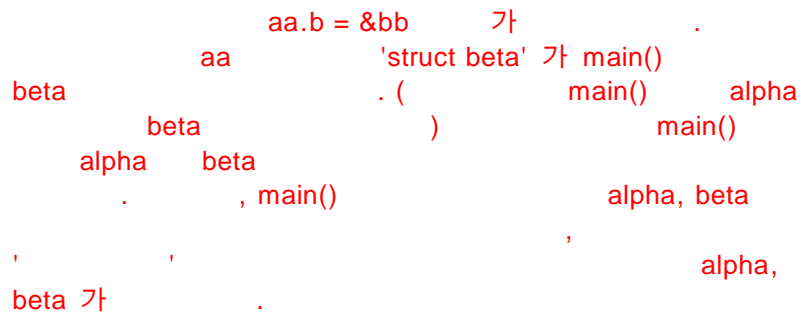 aa.b = &bb 가 .
aa 'struct beta' 가 main()
beta . ( main() alpha
beta ) main()
alpha beta
. , main() alpha, beta
,
' ' alpha,
beta 가 .